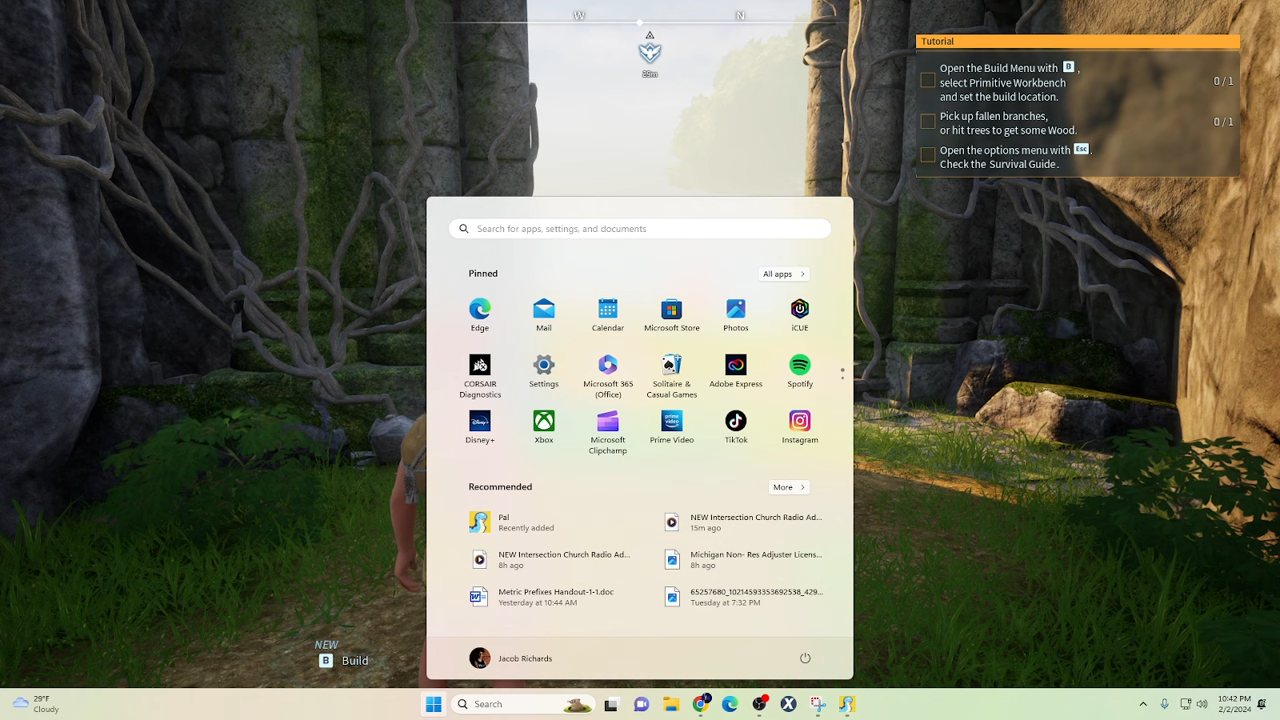 W
N
29m
Tutorial
Open the Build Menu with B ,
select Primitive Workbench
and set the build location.
0 / 1
Pick up fallen branches,
or hit trees to get some Wood.
0 / 1
Open the options menu with Esc .
Check the Survival Guide.
Search for apps, settings, and documents
Pinned
All apps
Edge
Mail
Calendar
Microsoft Store
Photos
iCUE
CORSAIR
Diagnostics
Settings
Microsoft 365
(Office)
Solitaire &
Casual Games
Adobe Express
Spotify
Disney+
Xbox
Microsoft
Clipchamp
prime
video
Prime Video
TikTok
Instagram
Recommended
More
Pal
Recently added
NEW Intersection Church Radio Ad...
15m ago
NEW Intersection Church Radio Ad...
8h ago
Michigan Non- Res Adjuster Licens...
8h ago
Metric Prefixes Handout-1-1.doc
Yesterday at 10:44 AM
65257680_10214593353692538_429...
Tuesday at 7:32 PM
NEW
B Build
Jacob Richards
29°F
Cloudy
Search
10:42 PM
2/2/2024